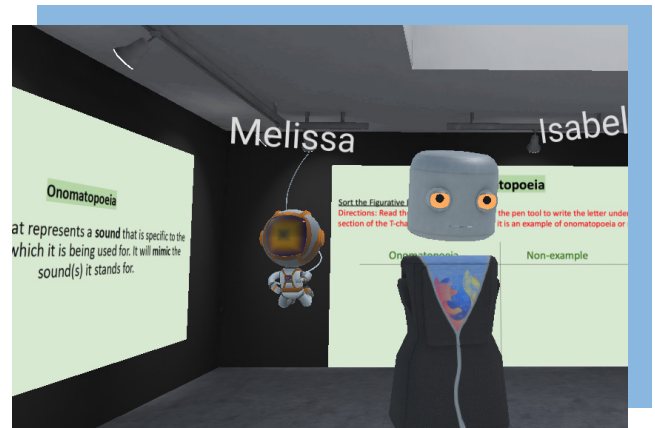 Melissa
Isabel
Onomatopoeia
at represents a sound that is specific to the
which it is being used for. It will mimic the
sound(s) it stands for.
topoeia
Sort the Figurative
Directions: Read the the pen tool to write the letter under
section of the T-cha it is an example of onomatopoeia or
Onomatopoeia Non-example